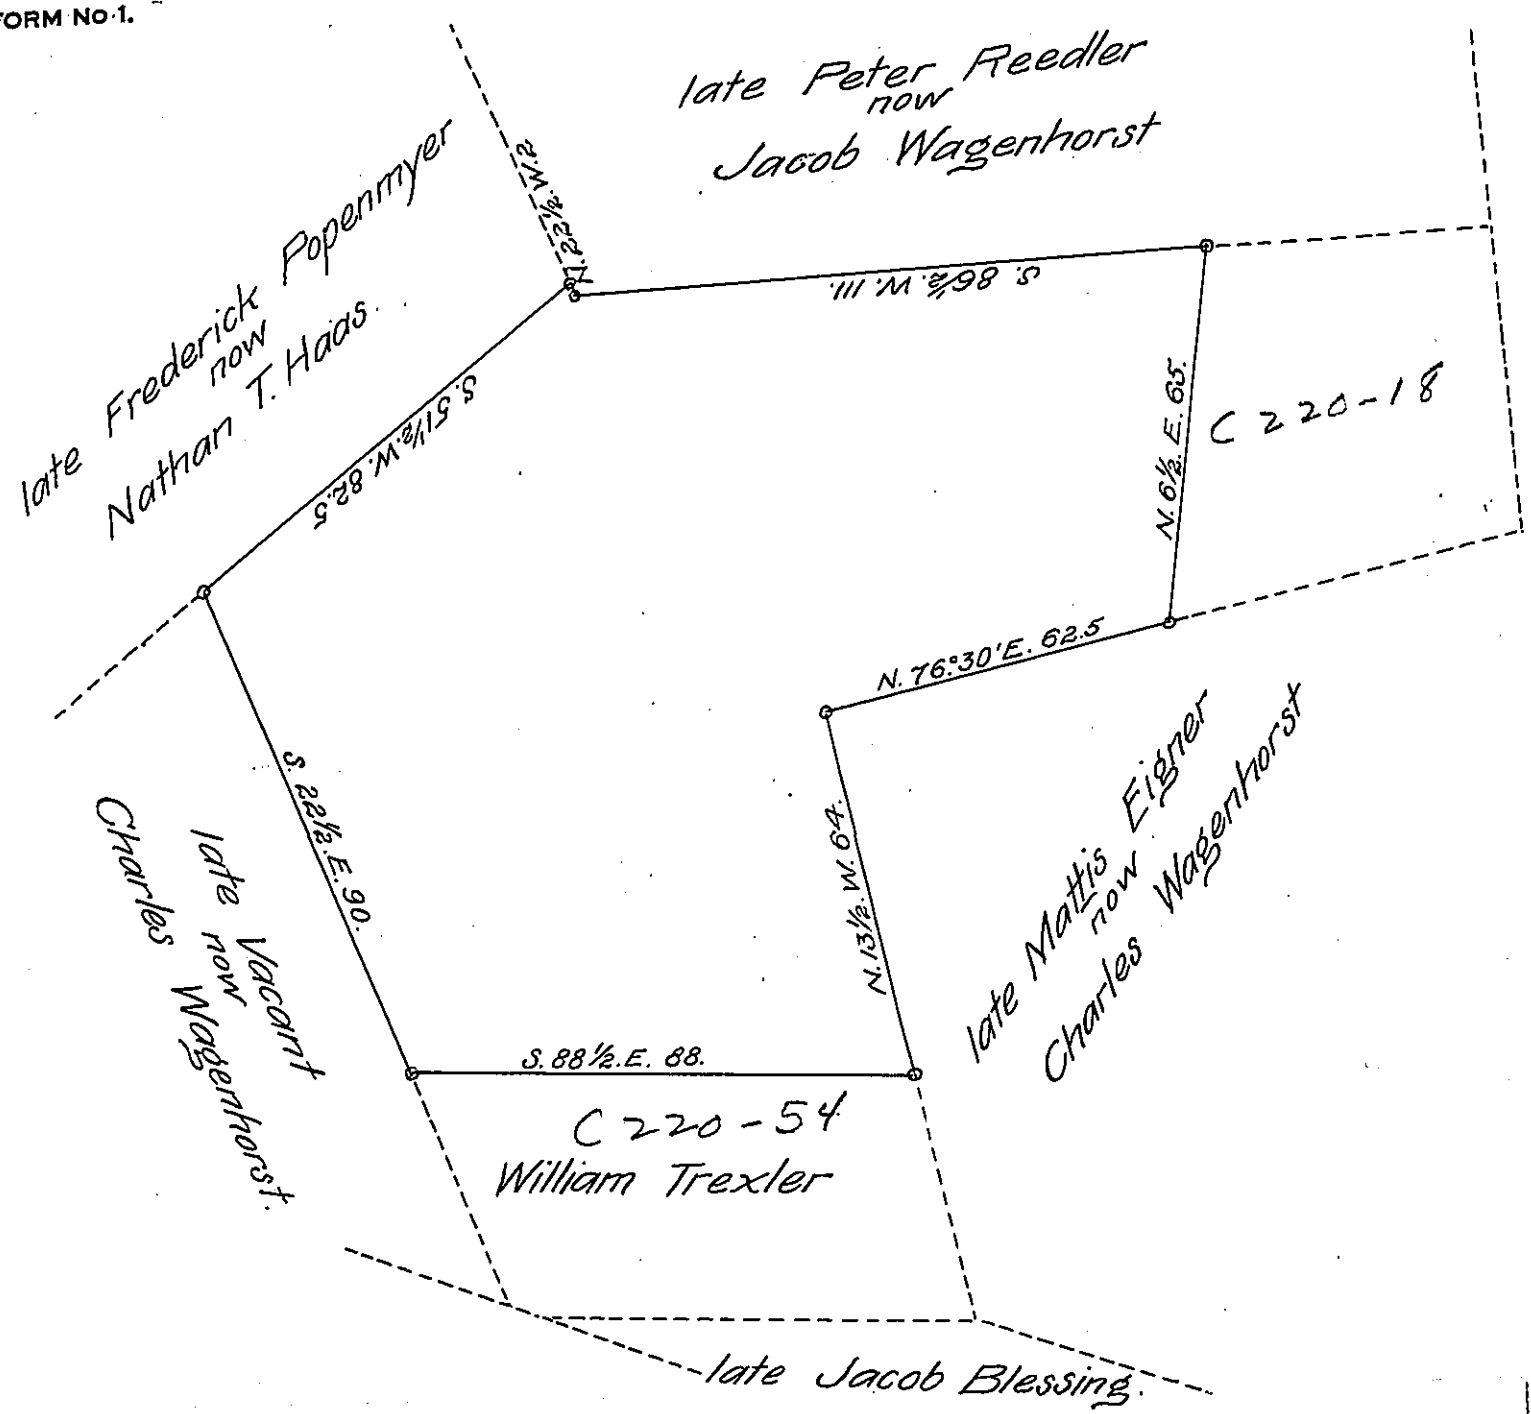 FORM No. 1.
late Peter Reedler
now
Jacob Wagenhorst
N. 22½. W. 2
late Frederick Popenmyer
now
Nathan T. Haas.
S. 86½. W. 111.
S. 51½. W. 82.5
N. 6½. E. 65.
C 220-18
N. 76.°30' E. 62.5
S. 22½. E. 90.
N. 13½. W. 64.
late Mattis Eigner
now
Charles Wagenhorst
late Vacant
now
Charles Wagenhorst.
S. 88½. E. 88.
C 220-54
William Trexler
late Jacob Blessing.